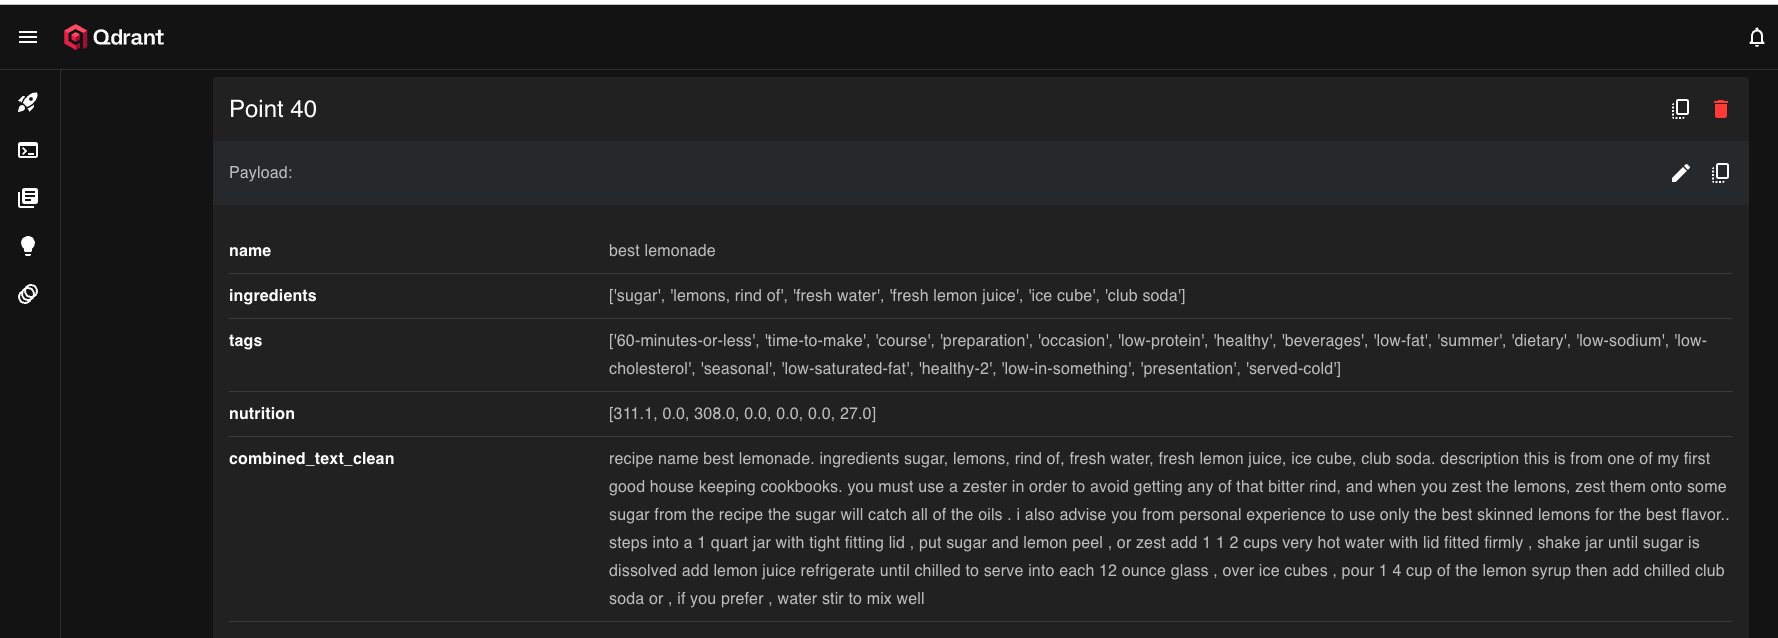 Qdrant
Point 40
Payload:
name
best lemonade
ingredients
['sugar', 'lemons, rind of', 'fresh water', 'fresh lemon juice', 'ice cube', 'club soda']
tags
['60-minutes-or-less', 'time-to-make', 'course', 'preparation', 'occasion', 'low-protein', 'healthy', 'beverages', 'low-fat', 'summer', 'dietary', 'low-sodium', 'low-
cholesterol', 'seasonal', 'low-saturated-fat', 'healthy-2', 'low-in-something', 'presentation', 'served-cold']
nutrition
[311.1, 0.0, 308.0, 0.0, 0.0, 0.0, 27.0]
combined_text_clean
recipe name best lemonade. ingredients sugar, lemons, rind of, fresh water, fresh lemon juice, ice cube, club soda. description this is from one of my first
good house keeping cookbooks. you must use a zester in order to avoid getting any of that bitter rind, and when you zest the lemons, zest them onto some
sugar from the recipe the sugar will catch all of the oils . i also advise you from personal experience to use only the best skinned lemons for the best flavor..
steps into a 1 quart jar with tight fitting lid , put sugar and lemon peel , or zest add 1 1 2 cups very hot water with lid fitted firmly , shake jar until sugar is
dissolved add lemon juice refrigerate until chilled to serve into each 12 ounce glass , over ice cubes , pour 1 4 cup of the lemon syrup then add chilled club
soda or , if you prefer , water stir to mix well